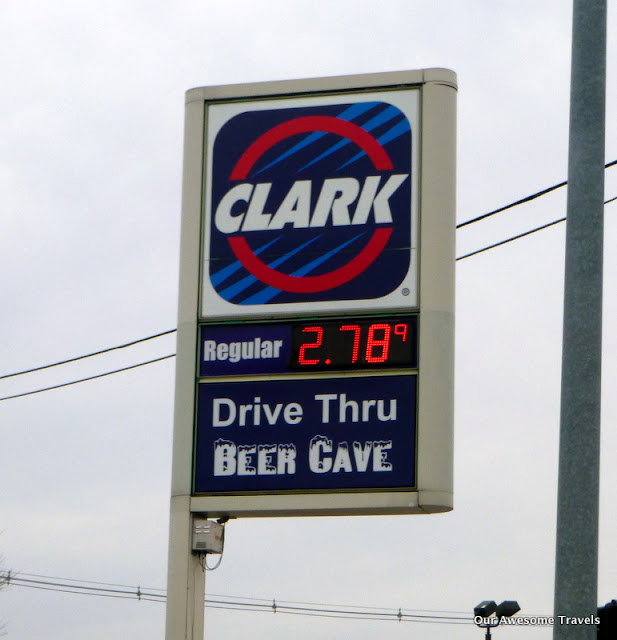 CLARK
®
Regular 2.78⁹
Drive Thru
BEER CAVE
Our Awesome Travels